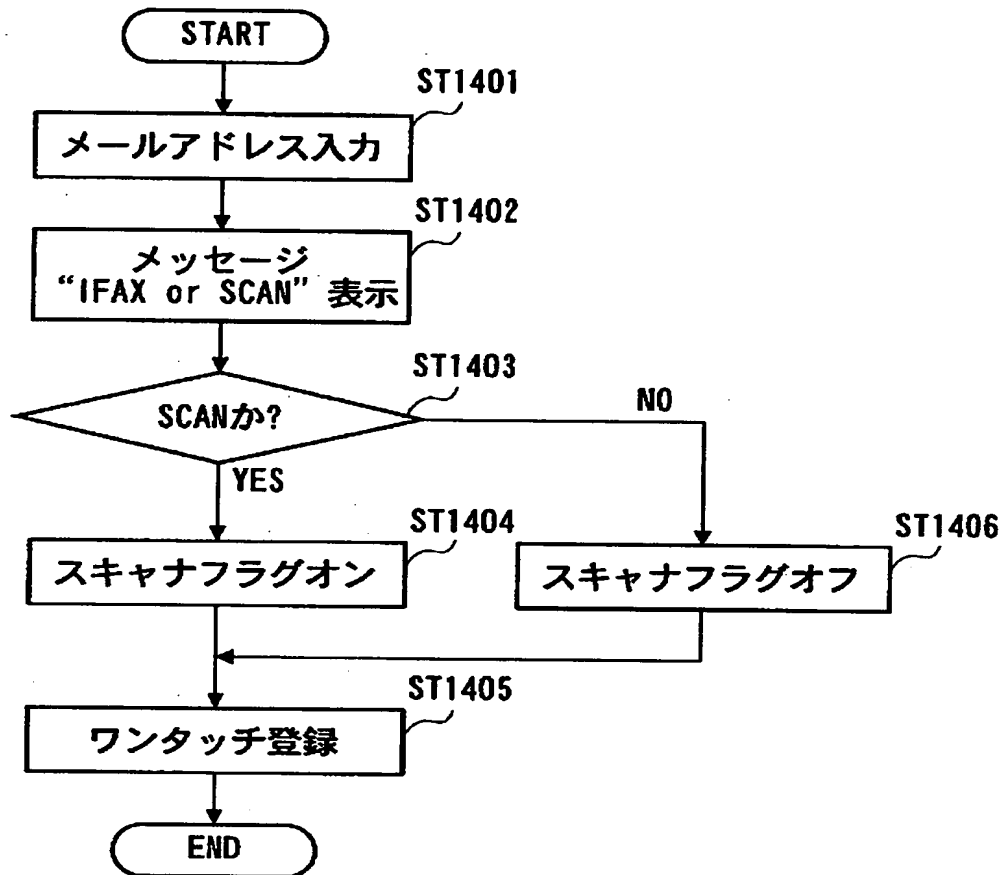 START
ST1401
メールアドレス入力
ST1402
メッセージ
“IFAX or SCAN” 表示
ST1403
SCANか?
NO
YES
ST1404
スキャナフラグオン
ST1406
スキャナフラグオフ
ST1405
ワンタッチ登録
END